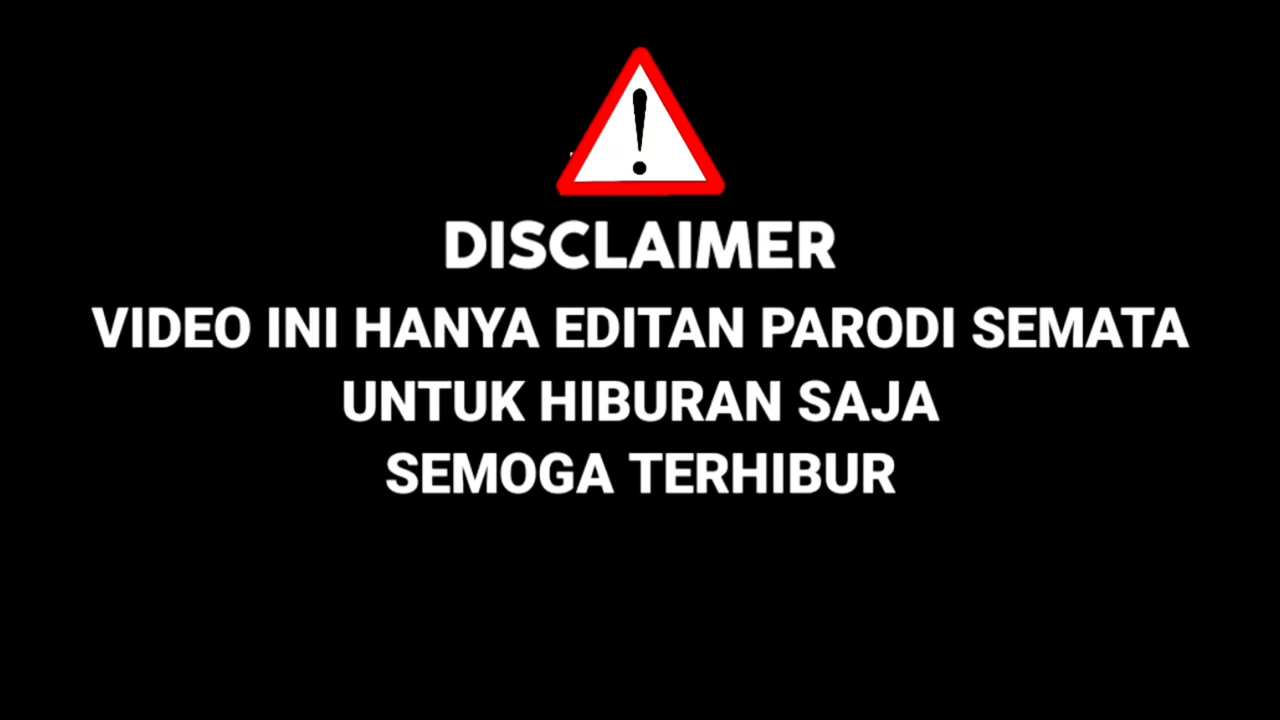 DISCLAIMER
VIDEO INI HANYA EDITAN PARODI SEMATA
UNTUK HIBURAN SAJA
SEMOGA TERHIBUR